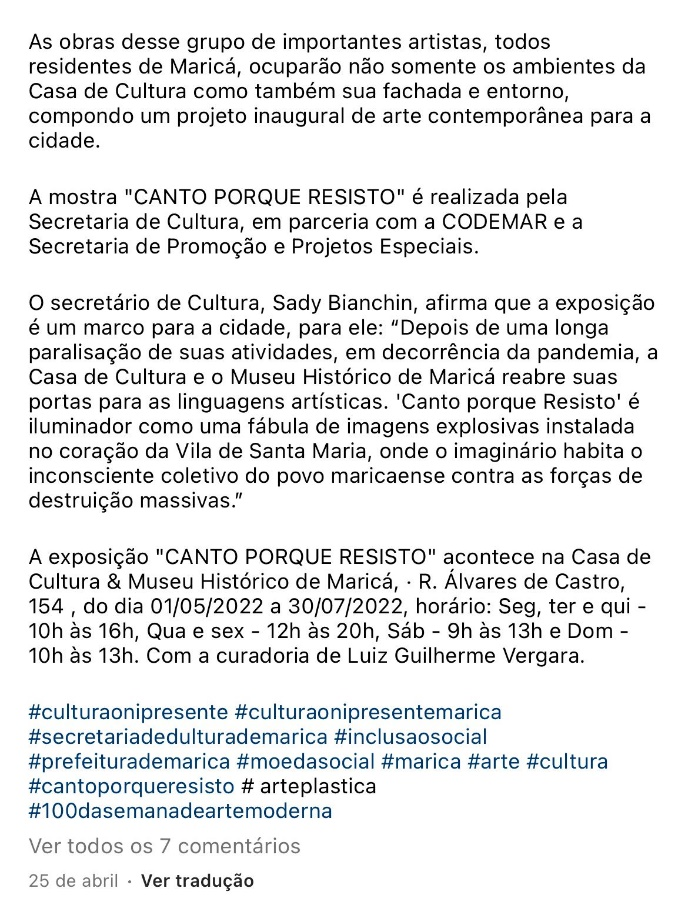 As obras desse grupo de importantes artistas, todos
residentes de Maricá, ocuparão não somente os ambientes da
Casa de Cultura como também sua fachada e entorno,
compondo um projeto inaugural de arte contemporânea para a
cidade.
A mostra "CANTO PORQUE RESISTO" é realizada pela
Secretaria de Cultura, em parceria com a CODEMAR e a
Secretaria de Promoção e Projetos Especiais.
O secretário de Cultura, Sady Bianchin, afirma que a exposição
é um marco para a cidade, para ele: “Depois de uma longa
paralisação de suas atividades, em decorrência da pandemia, a
Casa de Cultura e o Museu Histórico de Maricá reabre suas
portas para as linguagens artísticas. 'Canto porque Resisto' é
iluminador como uma fábula de imagens explosivas instalada
no coração da Vila de Santa Maria, onde o imaginário habita o
inconsciente coletivo do povo maricaense contra as forças de
destruição massivas.”
A exposição "CANTO PORQUE RESISTO" acontece na Casa de
Cultura & Museu Histórico de Maricá, · R. Álvares de Castro,
154 , do dia 01/05/2022 a 30/07/2022, horário: Seg, ter e qui -
10h às 16h, Qua e sex - 12h às 20h, Sáb - 9h às 13h e Dom -
10h às 13h. Com a curadoria de Luiz Guilherme Vergara.
#culturaonipresente #culturaonipresentemarica
#secretariadedulturademarica #inclusaosocial
#prefeiturademarica #moedasocial #marica #arte #cultura
#cantoporqueresisto # arteplastica
#100dasemanadeartemoderna
Ver todos os 7 comentários
25 de abril · Ver tradução